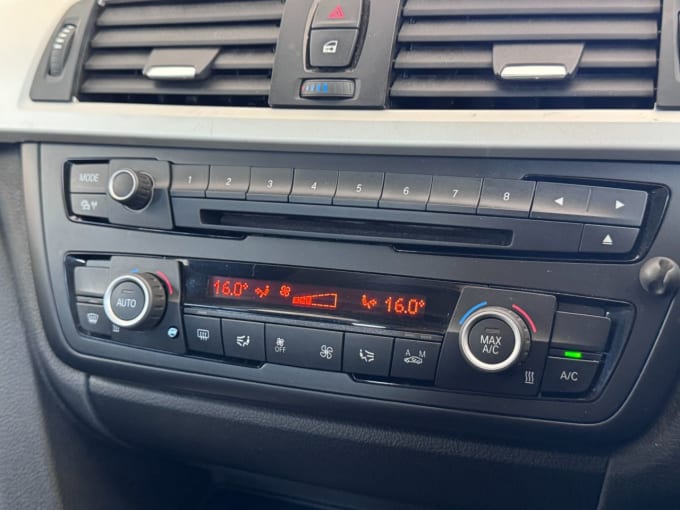 MODE
1 2 3 4 5 6 7 8
AUTO
16.0° 16.0°
OFF
A M
MAX
A/C
A/C